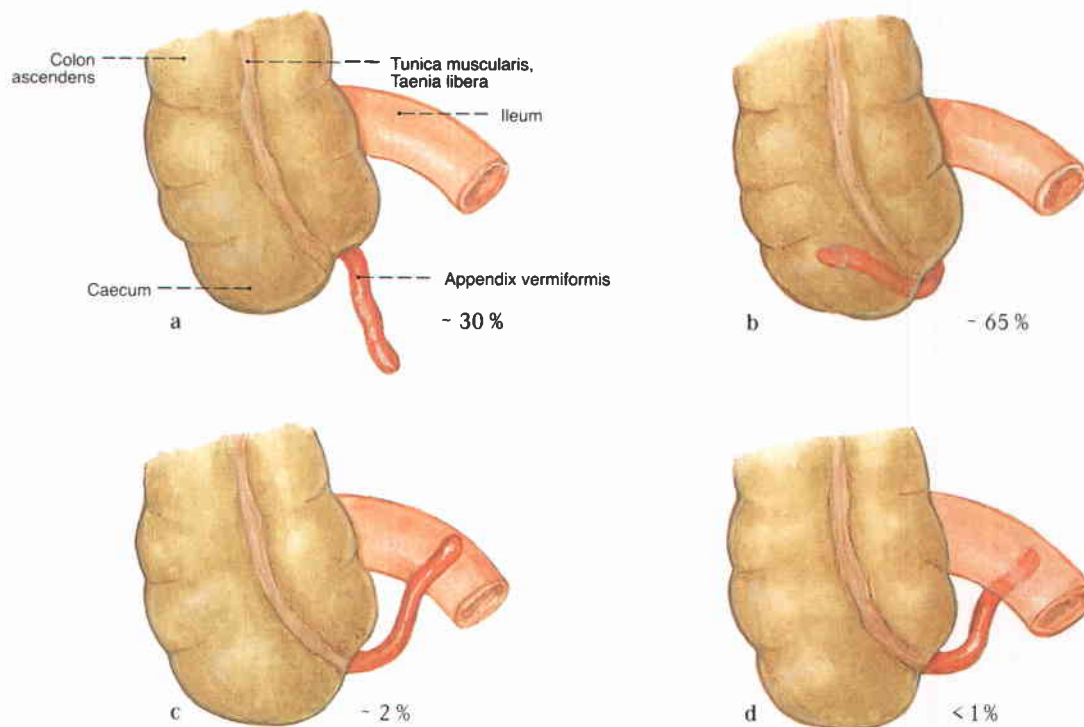 Colon
ascendens
Tunica muscularis,
Taenia libera
Ileum
Caecum
Appendix vermiformis
a
~ 30 %
b
~ 65 %
c
~ 2 %
d
< 1 %